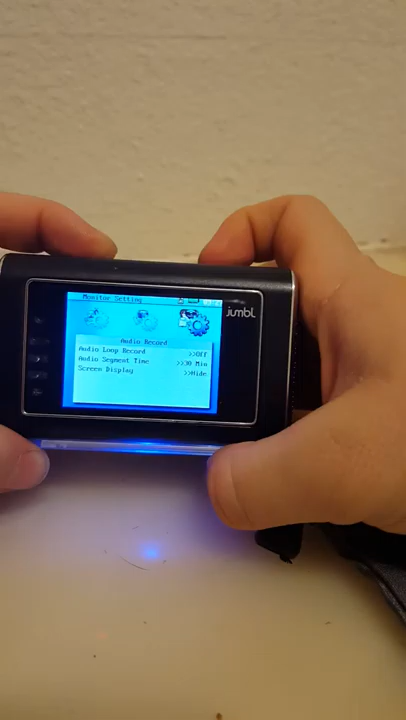 Monitor Setting
jumbl
Audio Record
Audio Loop Record >>Off
Audio Segment Time >>30 Min
Screen Display >>Hide